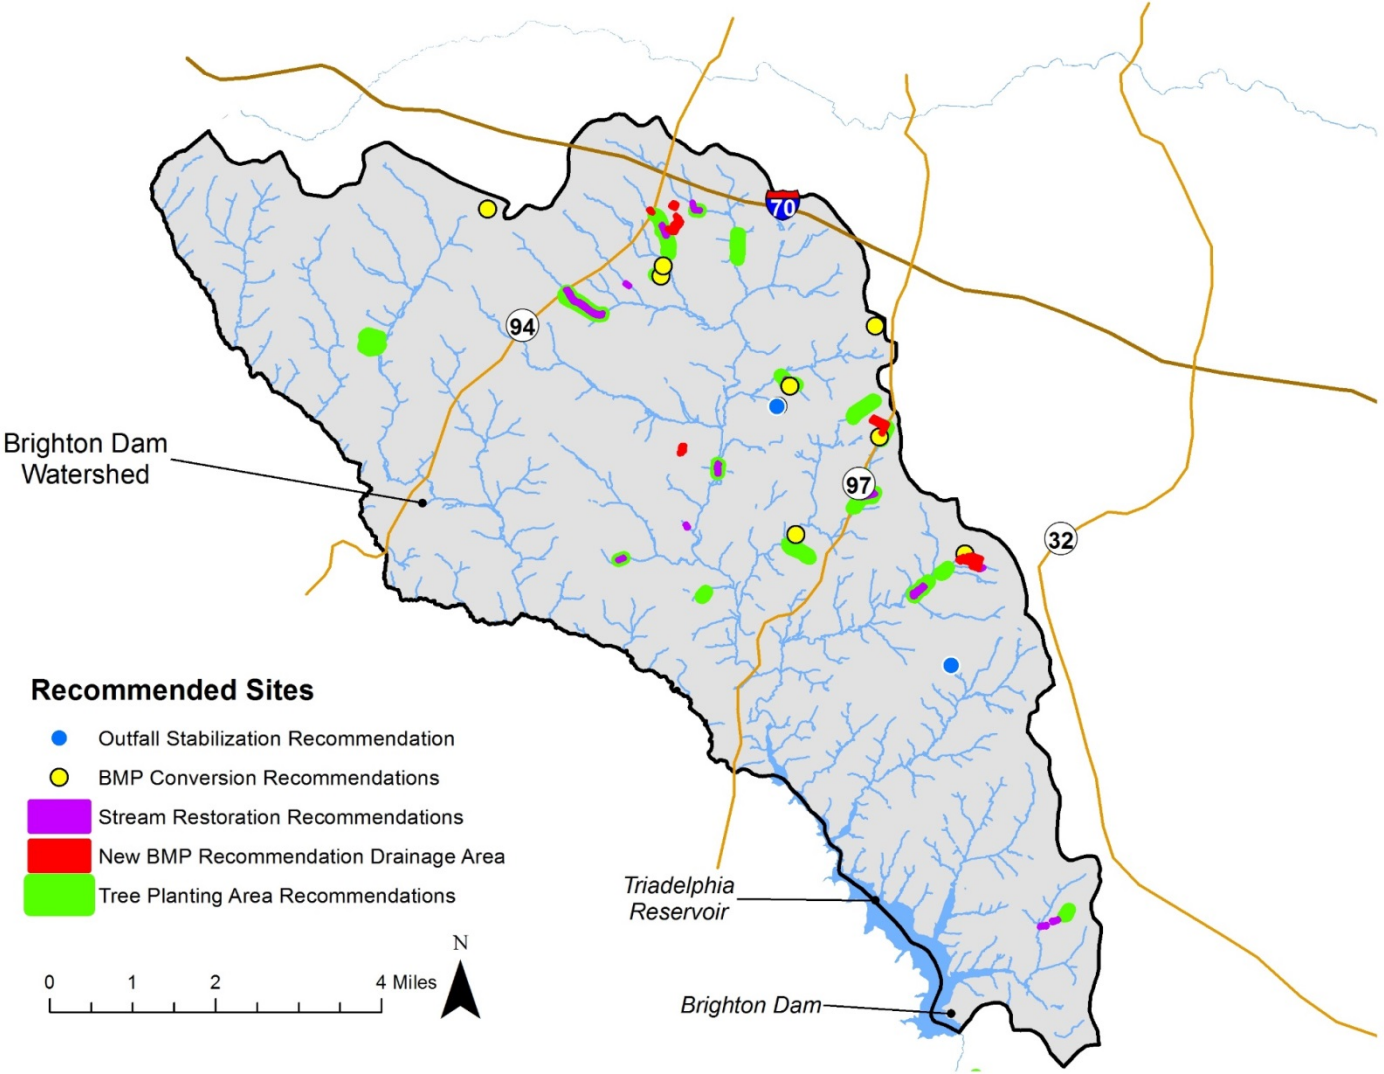 70
94
Brighton Dam
Watershed
97
32
Recommended Sites
Outfall Stabilization Recommendation
BMP Conversion Recommendations
Stream Restoration Recommendations
New BMP Recommendation Drainage Area
Tree Planting Area Recommendations
Triadelphia
Reservoir
N
0 1 2 4 Miles
Brighton Dam